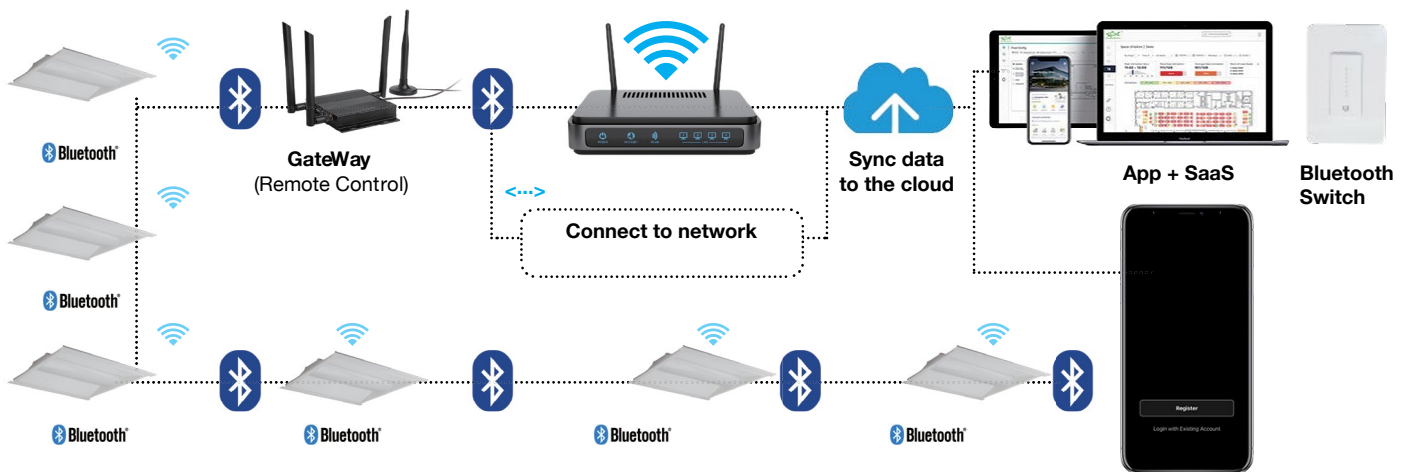 Bluetooth®
GateWay
(Remote Control)
<···>
Connect to network
Sync data
to the cloud
App + SaaS
Bluetooth
Switch
Bluetooth®
Bluetooth®
Bluetooth®
Bluetooth®
Bluetooth®
Register
Login with Existing Account